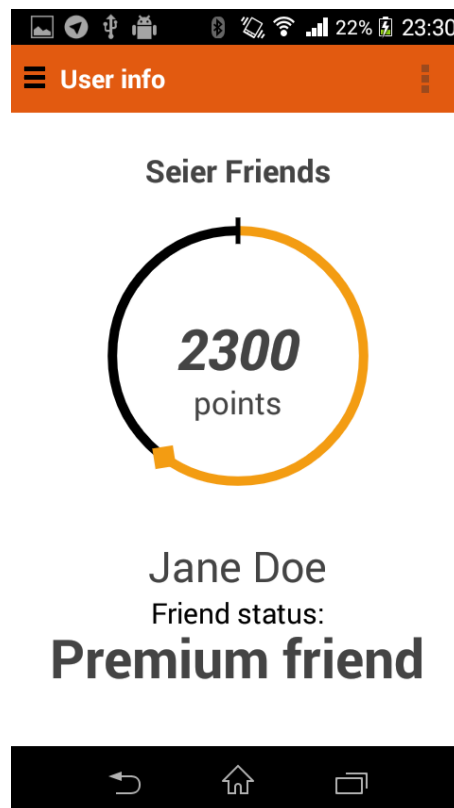 22% 23:30
User info
Seier Friends
2300
points
Jane Doe
Friend status:
Premium friend